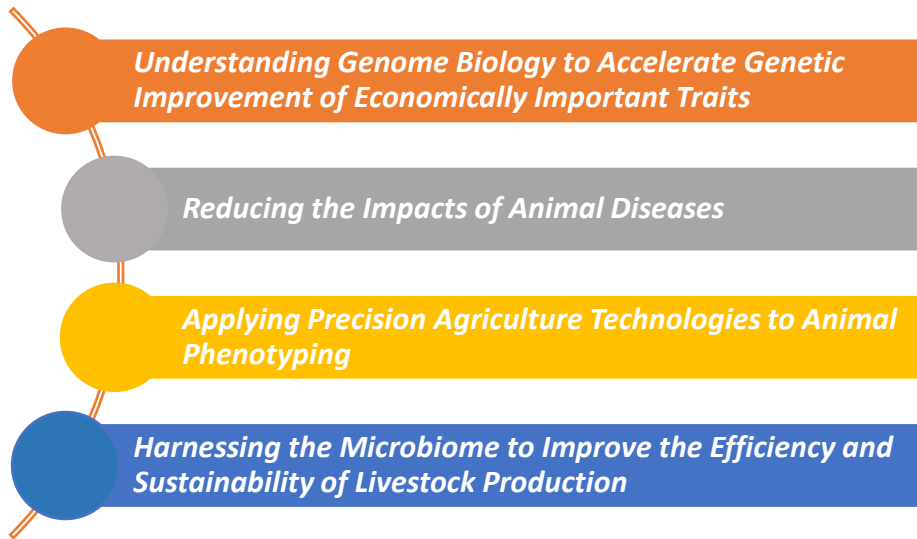 Understanding Genome Biology to Accelerate Genetic
Improvement of Economically Important Traits
Reducing the Impacts of Animal Diseases
Applying Precision Agriculture Technologies to Animal
Phenotyping
Harnessing the Microbiome to Improve the Efficiency and
Sustainability of Livestock Production